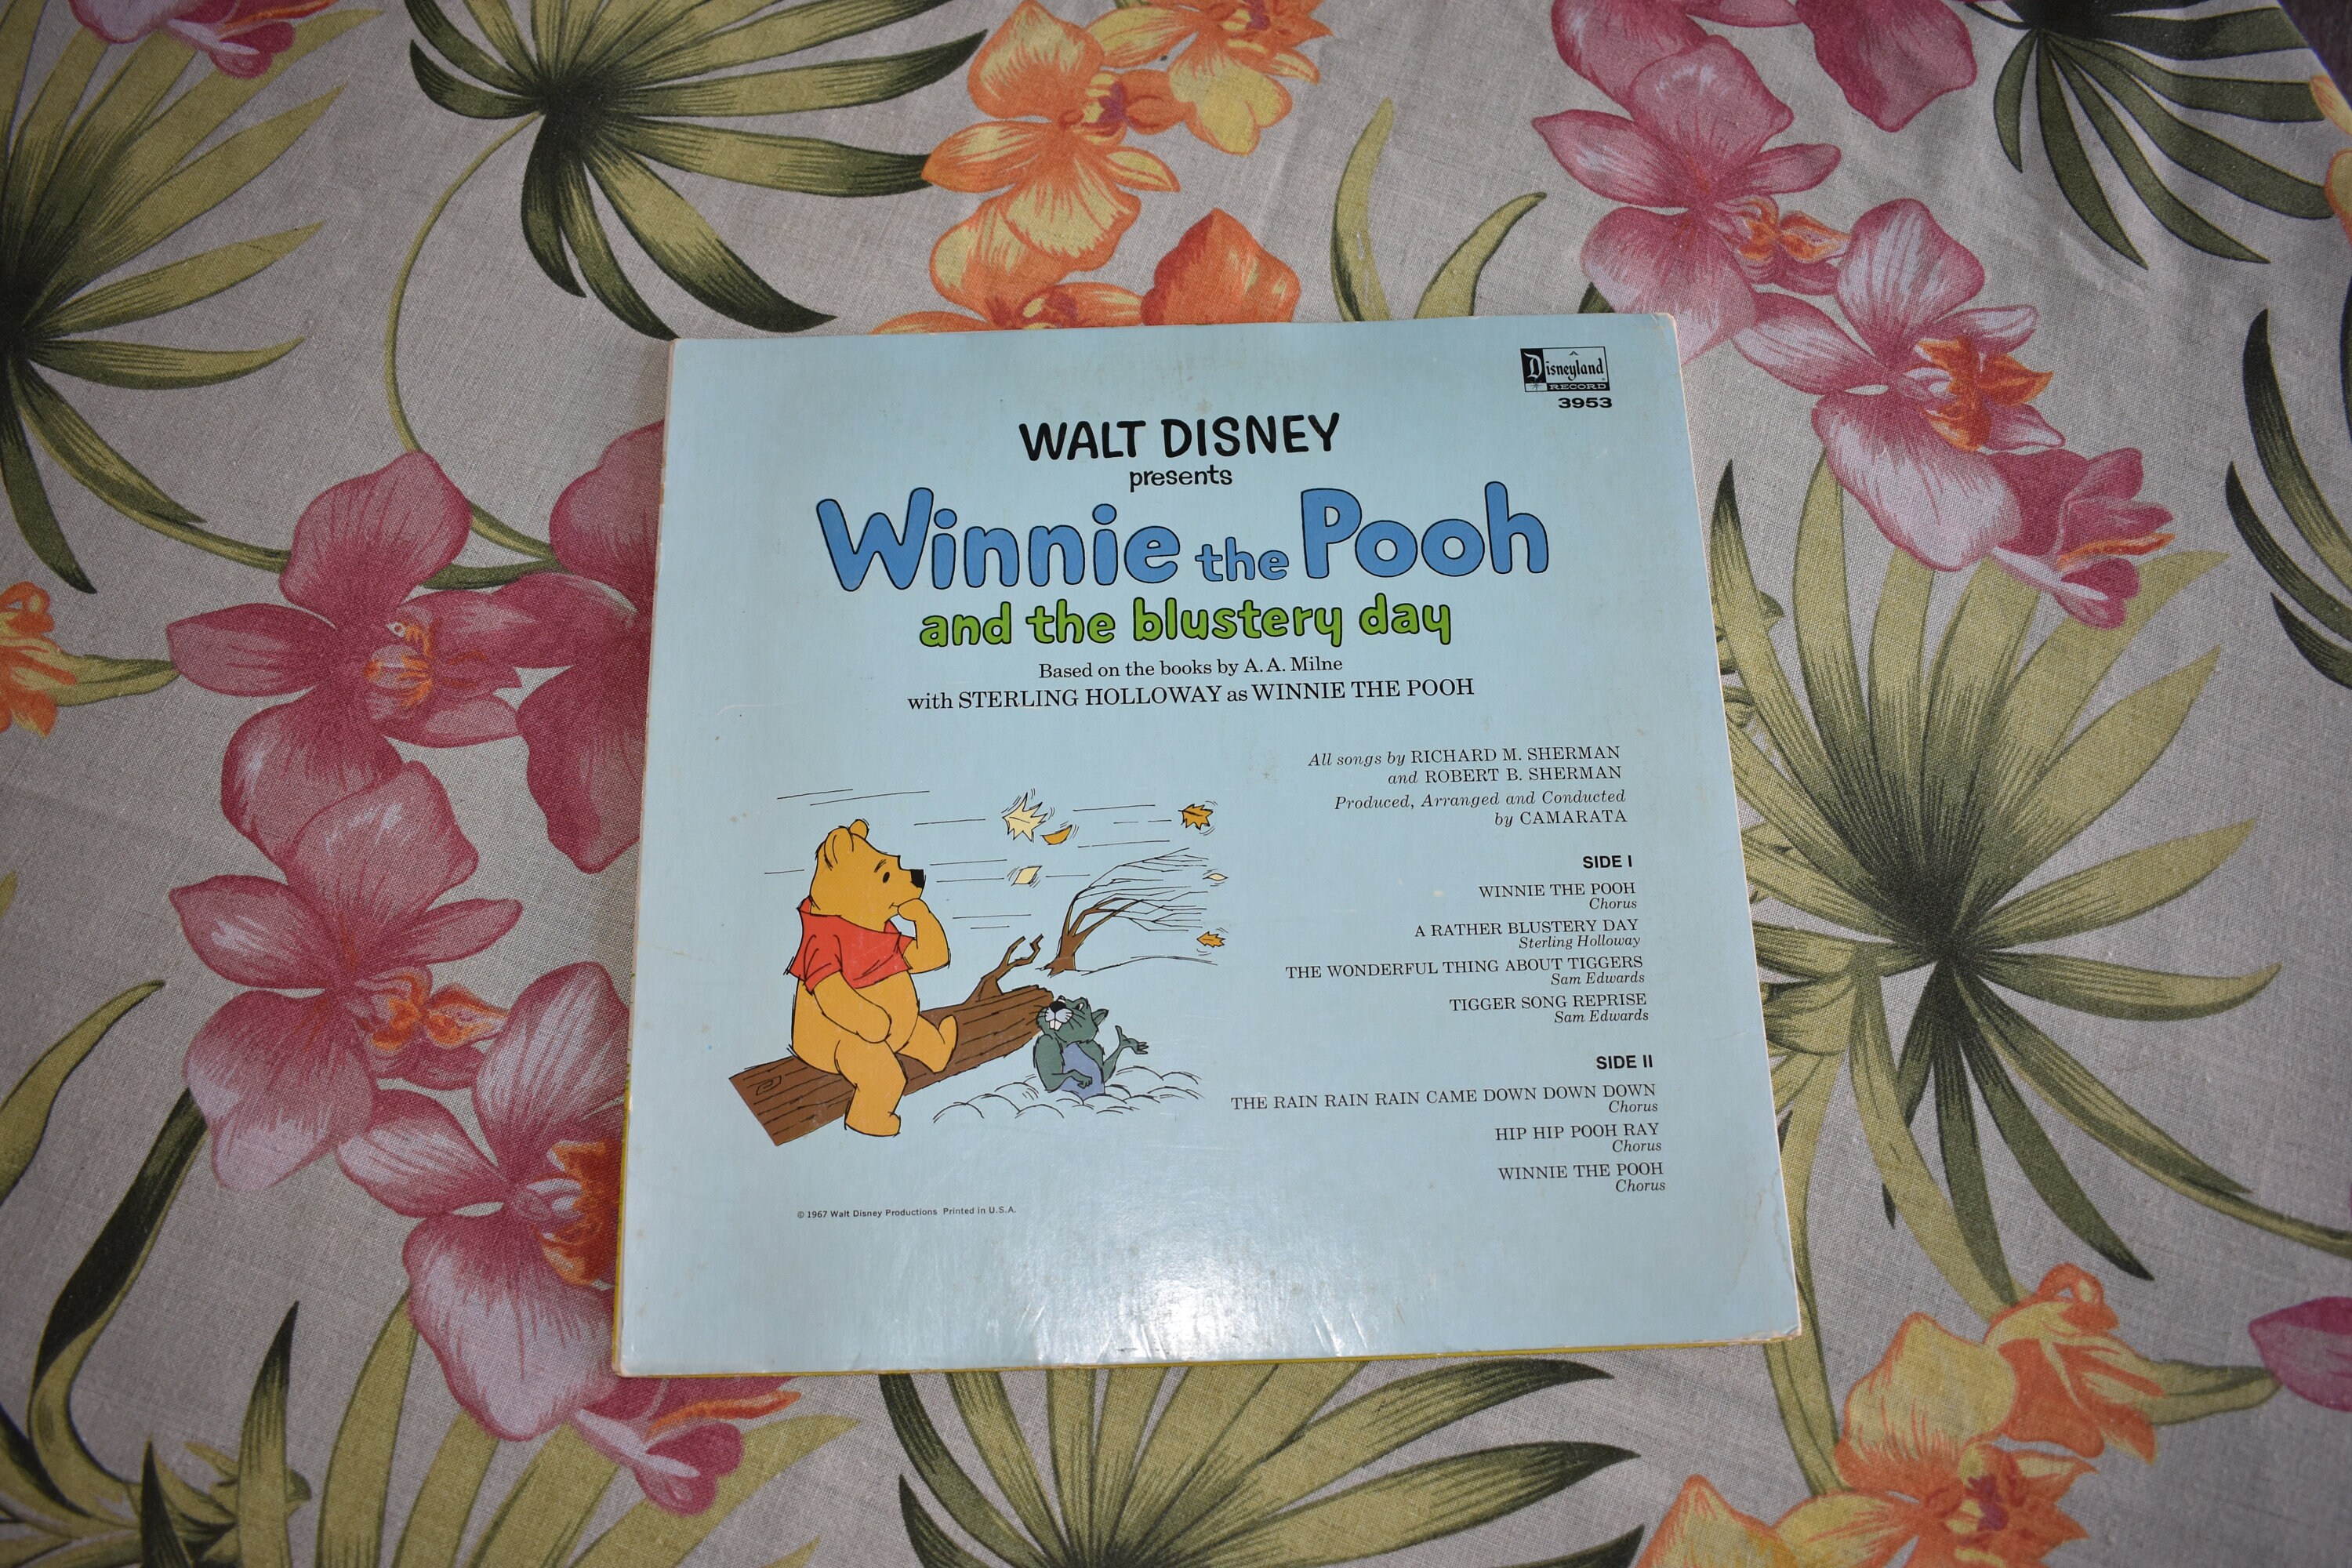 Disneyland
RECORD
3953
WALT DISNEY
presents
Winnie the Pooh
and the blustery day
Based on the books by A. A. Milne
with STERLING HOLLOWAY as WINNIE THE POOH
All songs by RICHARD M. SHERMAN
and ROBERT B. SHERMAN
Produced, Arranged and Conducted
by CAMARATA
SIDE I
WINNIE THE POOH
Chorus
A RATHER BLUSTERY DAY
Sterling Holloway
THE WONDERFUL THING ABOUT TIGGERS
Sam Edwards
TIGGER SONG REPRISE
Sam Edwards
SIDE II
THE RAIN RAIN RAIN CAME DOWN DOWN DOWN
Chorus
HIP HIP POOH RAY
Chorus
WINNIE THE POOH
Chorus
© 1967 Walt Disney Productions Printed in U.S.A.